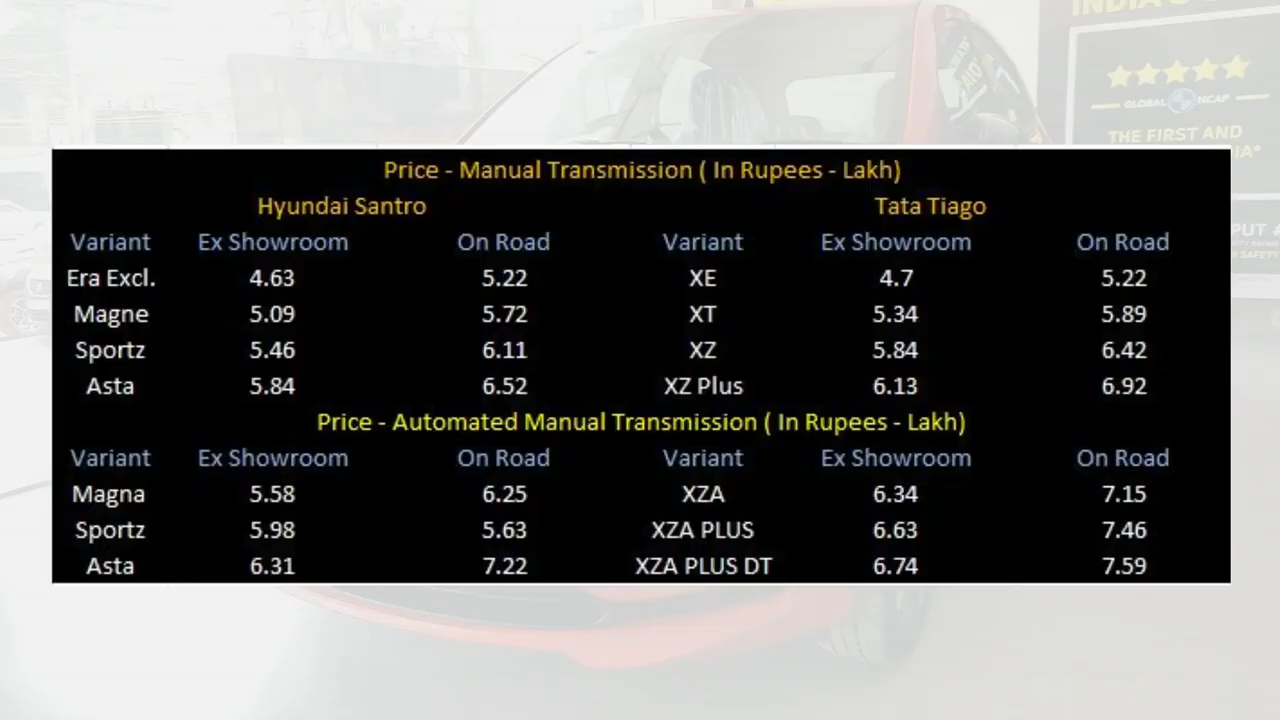 INDIA'S
GLOBAL NCAP
THE FIRST AND
Price - Manual Transmission ( In Rupees - Lakh)
Hyundai Santro Tata Tiago
Variant Ex Showroom On Road Variant Ex Showroom On Road
Era Excl. 4.63 5.22 XE 4.7 5.22
Magne 5.09 5.72 XT 5.34 5.89
Sportz 5.46 6.11 XZ 5.84 6.42
Asta 5.84 6.52 XZ Plus 6.13 6.92
Price - Automated Manual Transmission ( In Rupees - Lakh)
Variant Ex Showroom On Road Variant Ex Showroom On Road
Magna 5.58 6.25 XZA 6.34 7.15
Sportz 5.98 5.63 XZA PLUS 6.63 7.46
Asta 6.31 7.22 XZA PLUS DT 6.74 7.59